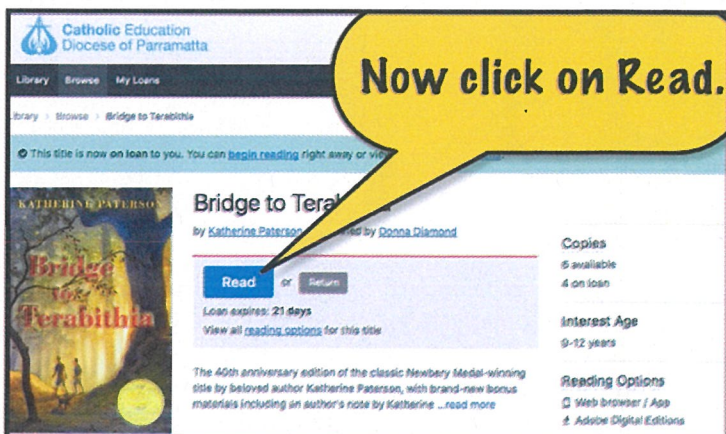 Catholic Education
Diocese of Parramatta
Now click on Read.
Library Browse My Loans
Library > Browse > Bridge to Terabithia
This title is now on loan to you. You can begin reading right away or
KATHERINE PATERSON
Bridge
to
Terabithia
Bridge to
by Katherine Paterson by Donna Diamond
Read or Return
Loan expires: 21 days
View all reading options for this title
The 40th anniversary edition of the classic Newbery Medal-winning
title by beloved author Katherine Paterson, with brand-new bonus
materials including an author's note by Katherine ...read more
Copies
6 available
4 on loan
Interest Age
9-12 years
Reading Options
Web browser / App
Adobe Digital Editions